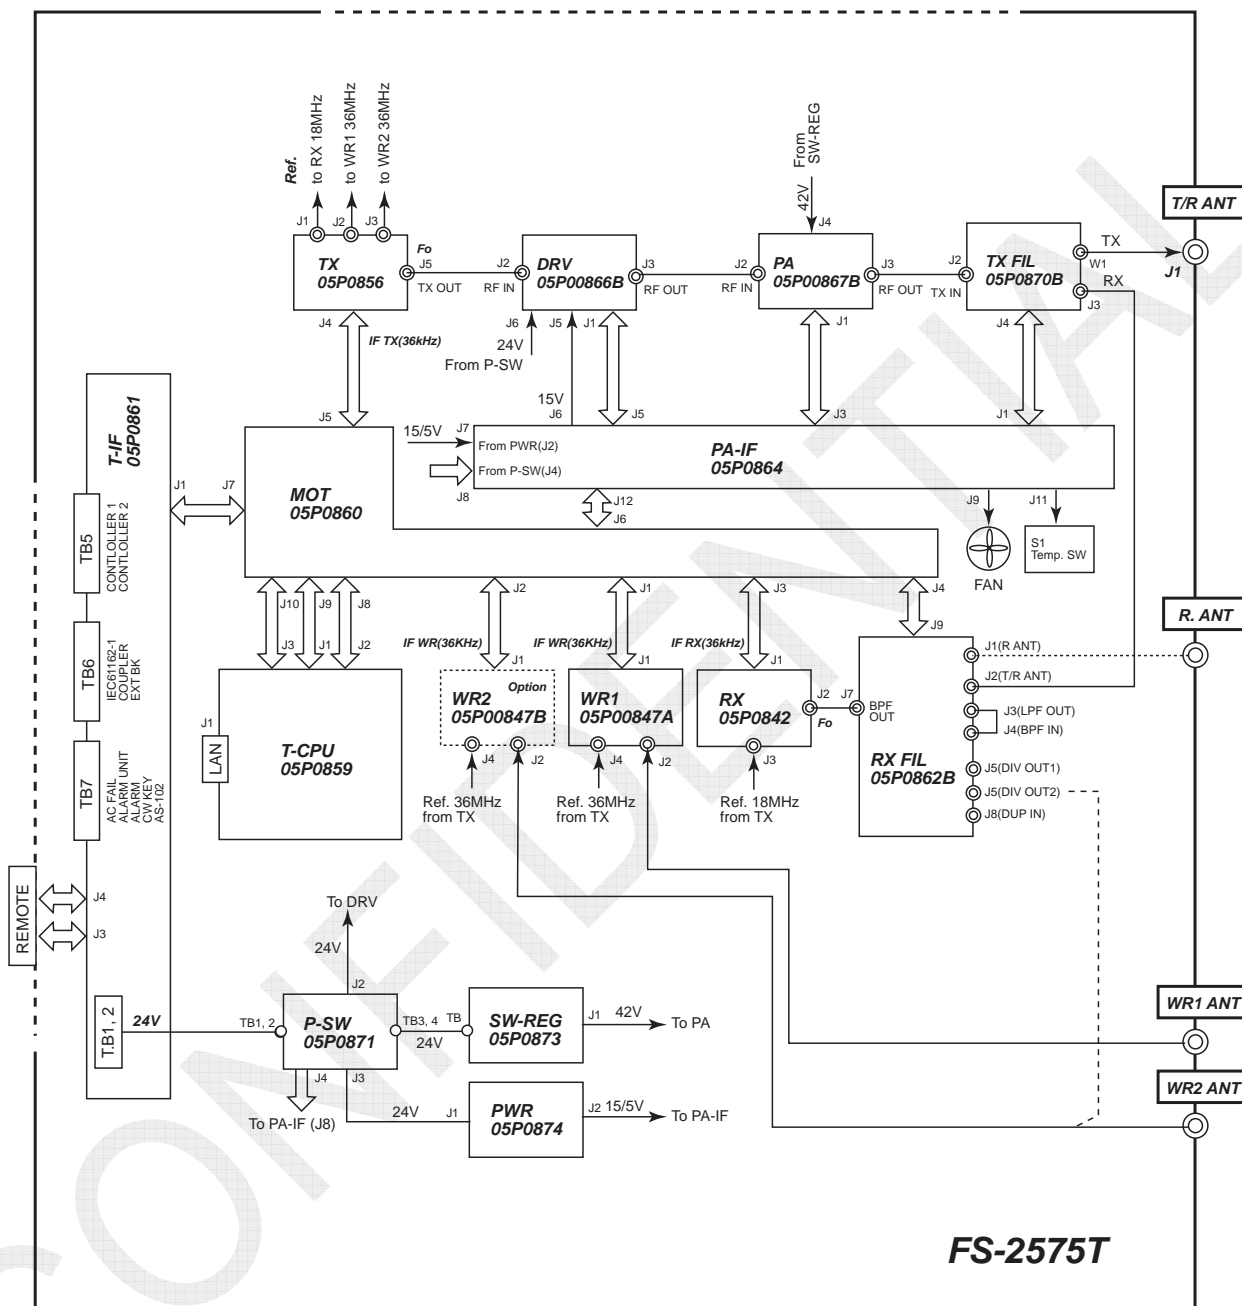 Ref.
to RX 18MHz
to WR1 36MHz
to WR2 36MHz
From
SW-REG
42V
T/R ANT
J1
J2
J3
TX
05P0856
Fo
J5
TX OUT
J4
IF TX(36kHz)
J5
J2
RF IN
DRV
05P00866B
J3
RF OUT
J6
J5
J1
24V
From P-SW
15V
J6
J5
J4
J2
RF IN
PA
05P00867B
J3
RF OUT
J1
J3
J2
TX IN
TX FIL
05P0870B
TX
W1
J1
RX
J3
J4
J1
T-IF
05P0861
J1
J7
MOT
05P0860
15/5V
J7
From PWR(J2)
From P-SW(J4)
J8
PA-IF
05P0864
J12
J6
J9
FAN
J11
S1
Temp. SW
TB5
CONTLOLLER 1
CONTLOLLER 2
TB6
IEC61162-1
COUPLER
EXT BK
TB7
AC FAIL
ALARM UNIT
ALARM
CW KEY
AS-102
J10
J9
J8
J3
J1
J2
J2
IF WR(36KHz)
J1
J1
IF WR(36KHz)
J1
J3
IF RX(36kHz)
J1
J4
J9
R. ANT
J1
LAN
T-CPU
05P0859
Option
WR2
05P00847B
J4
J2
Ref. 36MHz
from TX
WR1
05P00847A
J4
J2
Ref. 36MHz
from TX
RX
05P0842
J2
Fo
J3
Ref. 18MHz
from TX
J7
BPF
OUT
RX FIL
05P0862B
J1(R ANT)
J2(T/R ANT)
J3(LPF OUT)
J4(BPF IN)
J5(DIV OUT1)
J5(DIV OUT2)
J8(DUP IN)
REMOTE
J4
J3
To DRV
24V
J2
T.B1, 2
24V
TB1, 2
P-SW
05P0871
TB3, 4
24V
TB
SW-REG
05P0873
J1
42V
To PA
J4
J3
To PA-IF (J8)
24V
J1
PWR
05P0874
J2
15/5V
To PA-IF
WR1 ANT
WR2 ANT
FS-2575T
CONFIDENTIAL